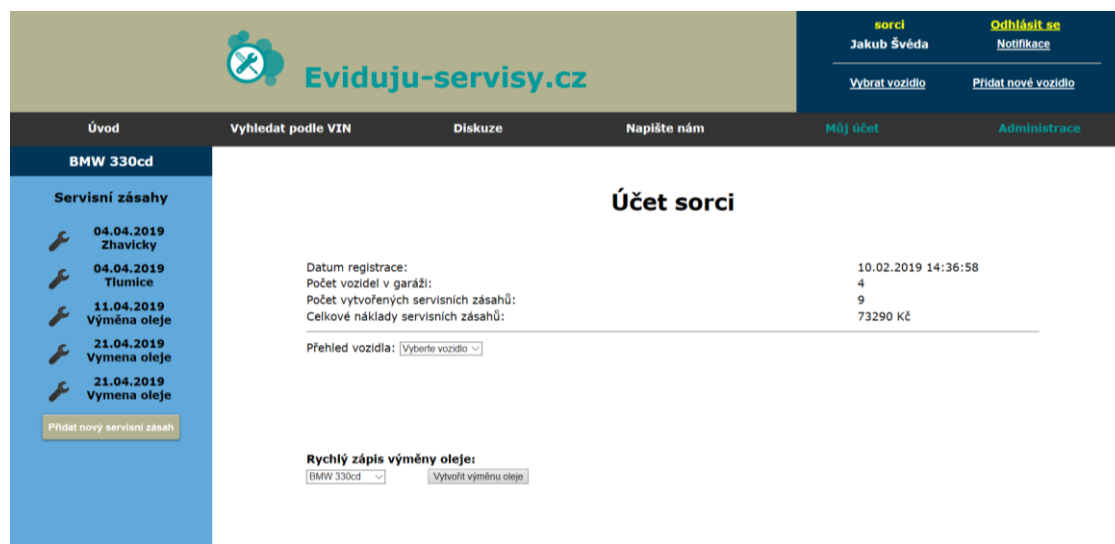 Eviduju-servisy.cz
sorci Odhlásit se
Jakub Švéda Notifikace
Vybrat vozidlo Přidat nové vozidlo
Úvod Vyhledat podle VIN Diskuze Napište nám Můj účet Administrace
BMW 330cd
Servisní zásahy
04.04.2019
Zhavicky
04.04.2019
Tlumice
11.04.2019
Výměna oleje
21.04.2019
Vymena oleje
21.04.2019
Vymena oleje
Přidat nový servisní zásah
Účet sorci
Datum registrace: 10.02.2019 14:36:58
Počet vozidel v garáži: 4
Počet vytvořených servisních zásahů: 9
Celkové náklady servisních zásahů: 73290 Kč
Přehled vozidla: Vyberte vozidlo
Rychlý zápis výměny oleje:
BMW 330cd Vytvořit výměnu oleje